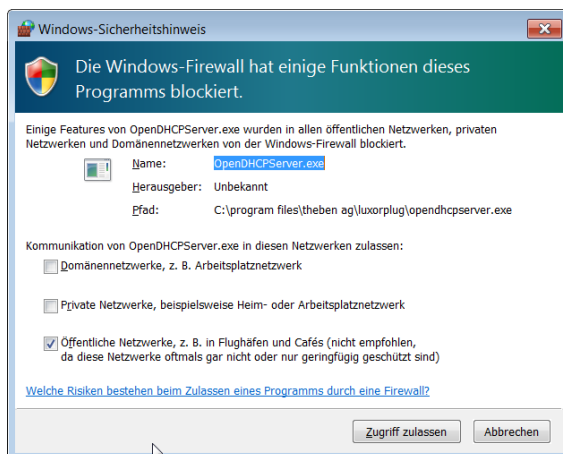 Windows-Sicherheitshinweis
Die Windows-Firewall hat einige Funktionen dieses
Programms blockiert.
Einige Features von OpenDHCPServer.exe wurden in allen öffentlichen Netzwerken, privaten
Netzwerken und Domänennetzwerken von der Windows-Firewall blockiert.
Name: OpenDHCPServer.exe
Herausgeber: Unbekannt
Pfad: C:\program files\theben ag\luxorplug\opendhcpserver.exe
Kommunikation von OpenDHCPServer.exe in diesen Netzwerken zulassen:
Domänennetzwerke, z. B. Arbeitsplatznetzwerk
Private Netzwerke, beispielsweise Heim- oder Arbeitsplatznetzwerk
Öffentliche Netzwerke, z. B. in Flughäfen und Cafés (nicht empfohlen,
da diese Netzwerke oftmals gar nicht oder nur geringfügig geschützt sind)
Welche Risiken bestehen beim Zulassen eines Programms durch eine Firewall?
Zugriff zulassen Abbrechen